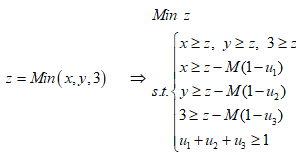 Min z
x ≥ z, y ≥ z, 3 ≥ z
x ≥ z − M(1−u₁)
z = Min(x, y, 3) ⇒ s.t. y ≥ z − M(1−u₂)
3 ≥ z − M(1−u₃)
u₁ + u₂ + u₃ ≥ 1